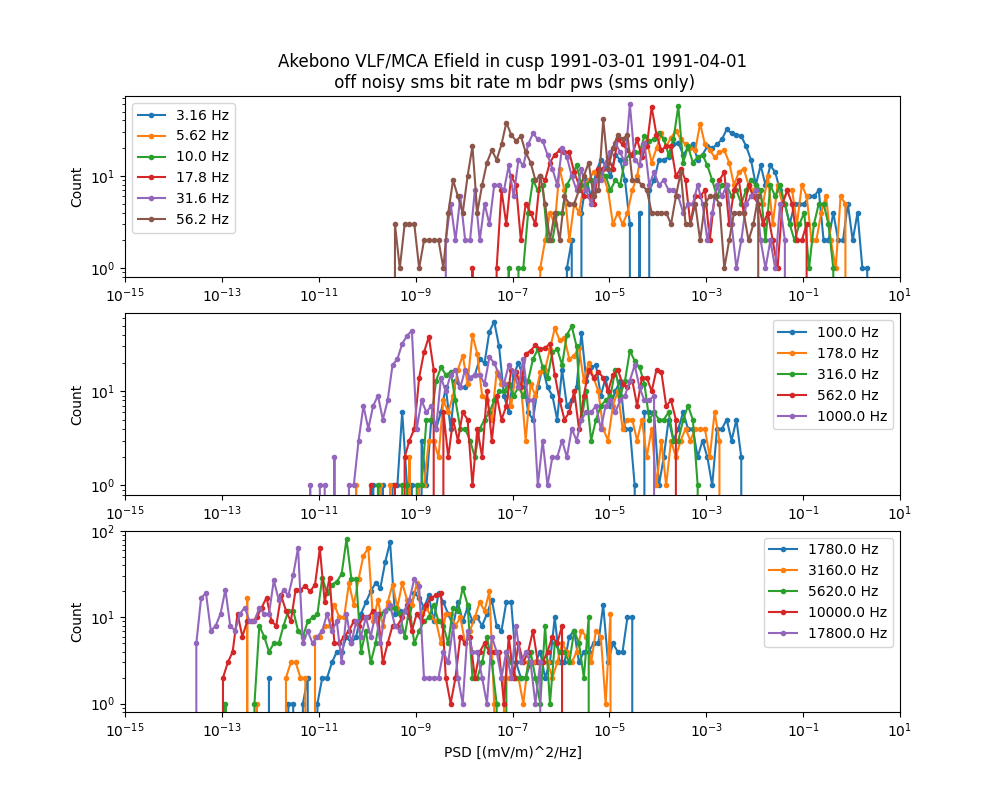 Akebono VLF/MCA Efield in cusp 1991-03-01 1991-04-01
off noisy sms bit rate m bdr pws (sms only)
Count
10^1
10^0
3.16 Hz
5.62 Hz
10.0 Hz
17.8 Hz
31.6 Hz
56.2 Hz
10^-15 10^-13 10^-11 10^-9 10^-7 10^-5 10^-3 10^-1 10^1
Count
10^1
10^0
100.0 Hz
178.0 Hz
316.0 Hz
562.0 Hz
1000.0 Hz
10^-15 10^-13 10^-11 10^-9 10^-7 10^-5 10^-3 10^-1 10^1
Count
10^2
10^1
10^0
1780.0 Hz
3160.0 Hz
5620.0 Hz
10000.0 Hz
17800.0 Hz
10^-15 10^-13 10^-11 10^-9 10^-7 10^-5 10^-3 10^-1 10^1
PSD [(mV/m)^2/Hz]